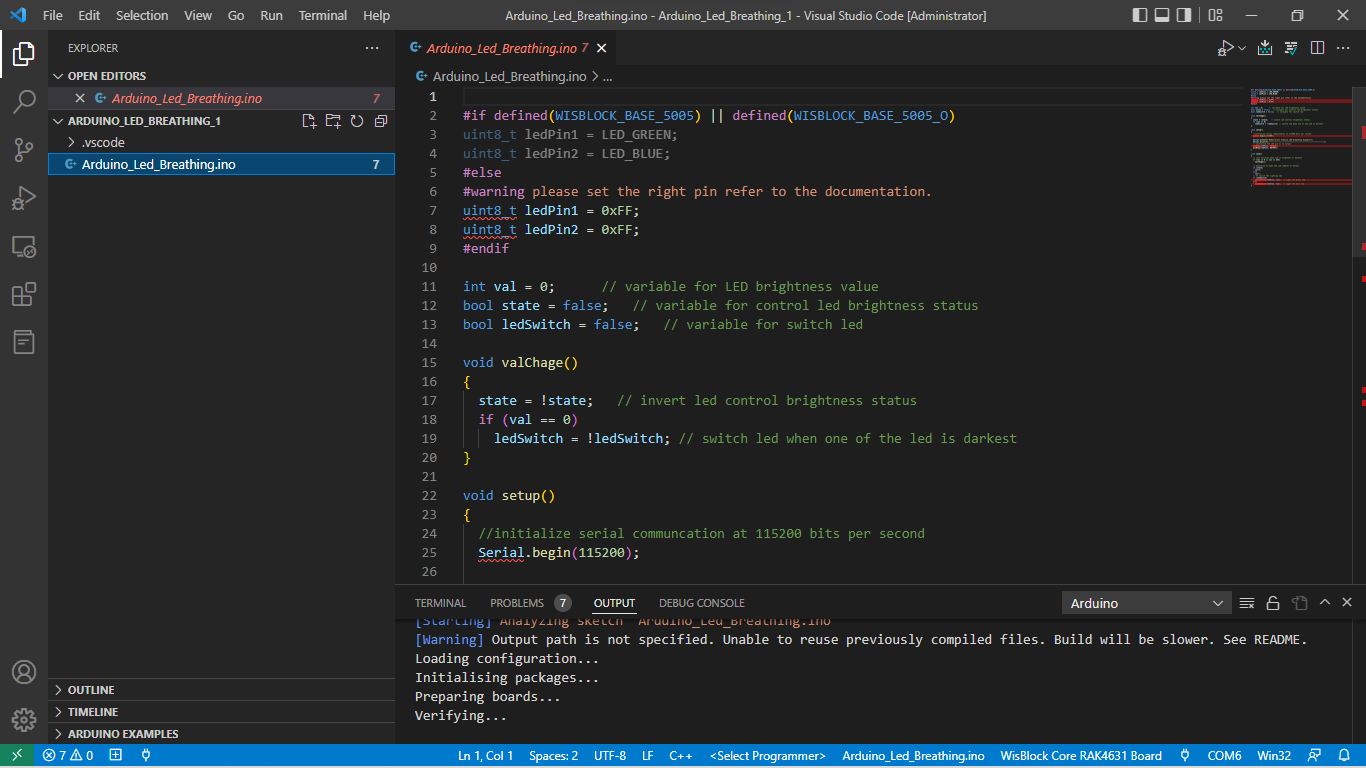 File Edit Selection View Go Run Terminal Help Arduino_Led_Breathing.ino - Arduino_Led_Breathing_1 - Visual Studio Code [Administrator]
EXPLORER
OPEN EDITORS
Arduino_Led_Breathing.ino 7
ARDUINO_LED_BREATHING_1
.vscode
Arduino_Led_Breathing.ino 7
OUTLINE
TIMELINE
ARDUINO EXAMPLES
Arduino_Led_Breathing.ino 7
Arduino_Led_Breathing.ino > ...
1
2 #if defined(WISBLOCK_BASE_5005) || defined(WISBLOCK_BASE_5005_O)
3 uint8_t ledPin1 = LED_GREEN;
4 uint8_t ledPin2 = LED_BLUE;
5 #else
6 #warning please set the right pin refer to the documentation.
7 uint8_t ledPin1 = 0xFF;
8 uint8_t ledPin2 = 0xFF;
9 #endif
10
11 int val = 0; // variable for LED brightness value
12 bool state = false; // variable for control led brightness status
13 bool ledSwitch = false; // variable for switch led
14
15 void valChage()
16 {
17 state = !state; // invert led control brightness status
18 if (val == 0)
19 ledSwitch = !ledSwitch; // switch led when one of the led is darkest
20 }
21
22 void setup()
23 {
24 //initialize serial communcation at 115200 bits per second
25 Serial.begin(115200);
26
TERMINAL PROBLEMS 7 OUTPUT DEBUG CONSOLE Arduino
[Starting] Analyzing sketch 'Arduino_Led_Breathing.ino'
[Warning] Output path is not specified. Unable to reuse previously compiled files. Build will be slower. See README.
Loading configuration...
Initialising packages...
Preparing boards...
Verifying...
7 0 Ln 1, Col 1 Spaces: 2 UTF-8 LF C++ <Select Programmer> Arduino_Led_Breathing.ino WisBlock Core RAK4631 Board COM6 Win32